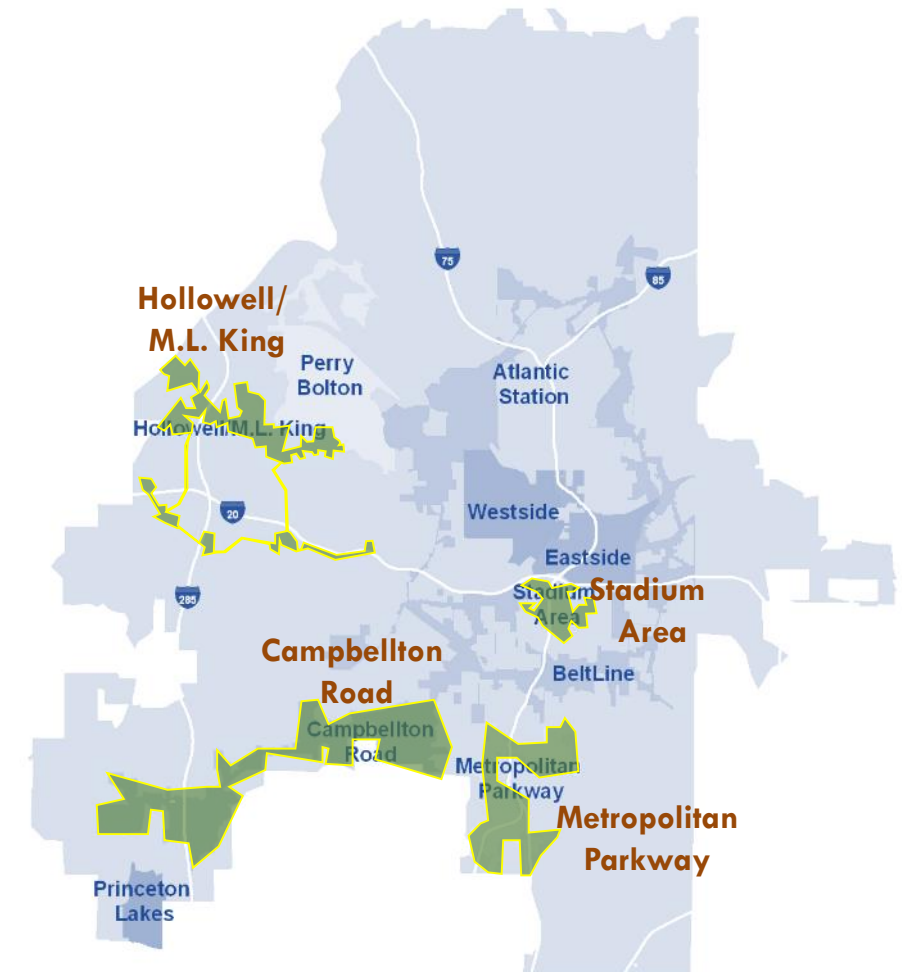 75
85
Hollowell/
M.L. King
Perry
Bolton
Atlantic
Station
Hollowell/M.L. King
20
Westside
Eastside
285
Stadium
Area
Stadium
Area
Campbellton
Road
BeltLine
Campbellton
Road
Metropolitan
Parkway
Metropolitan
Parkway
Princeton
Lakes